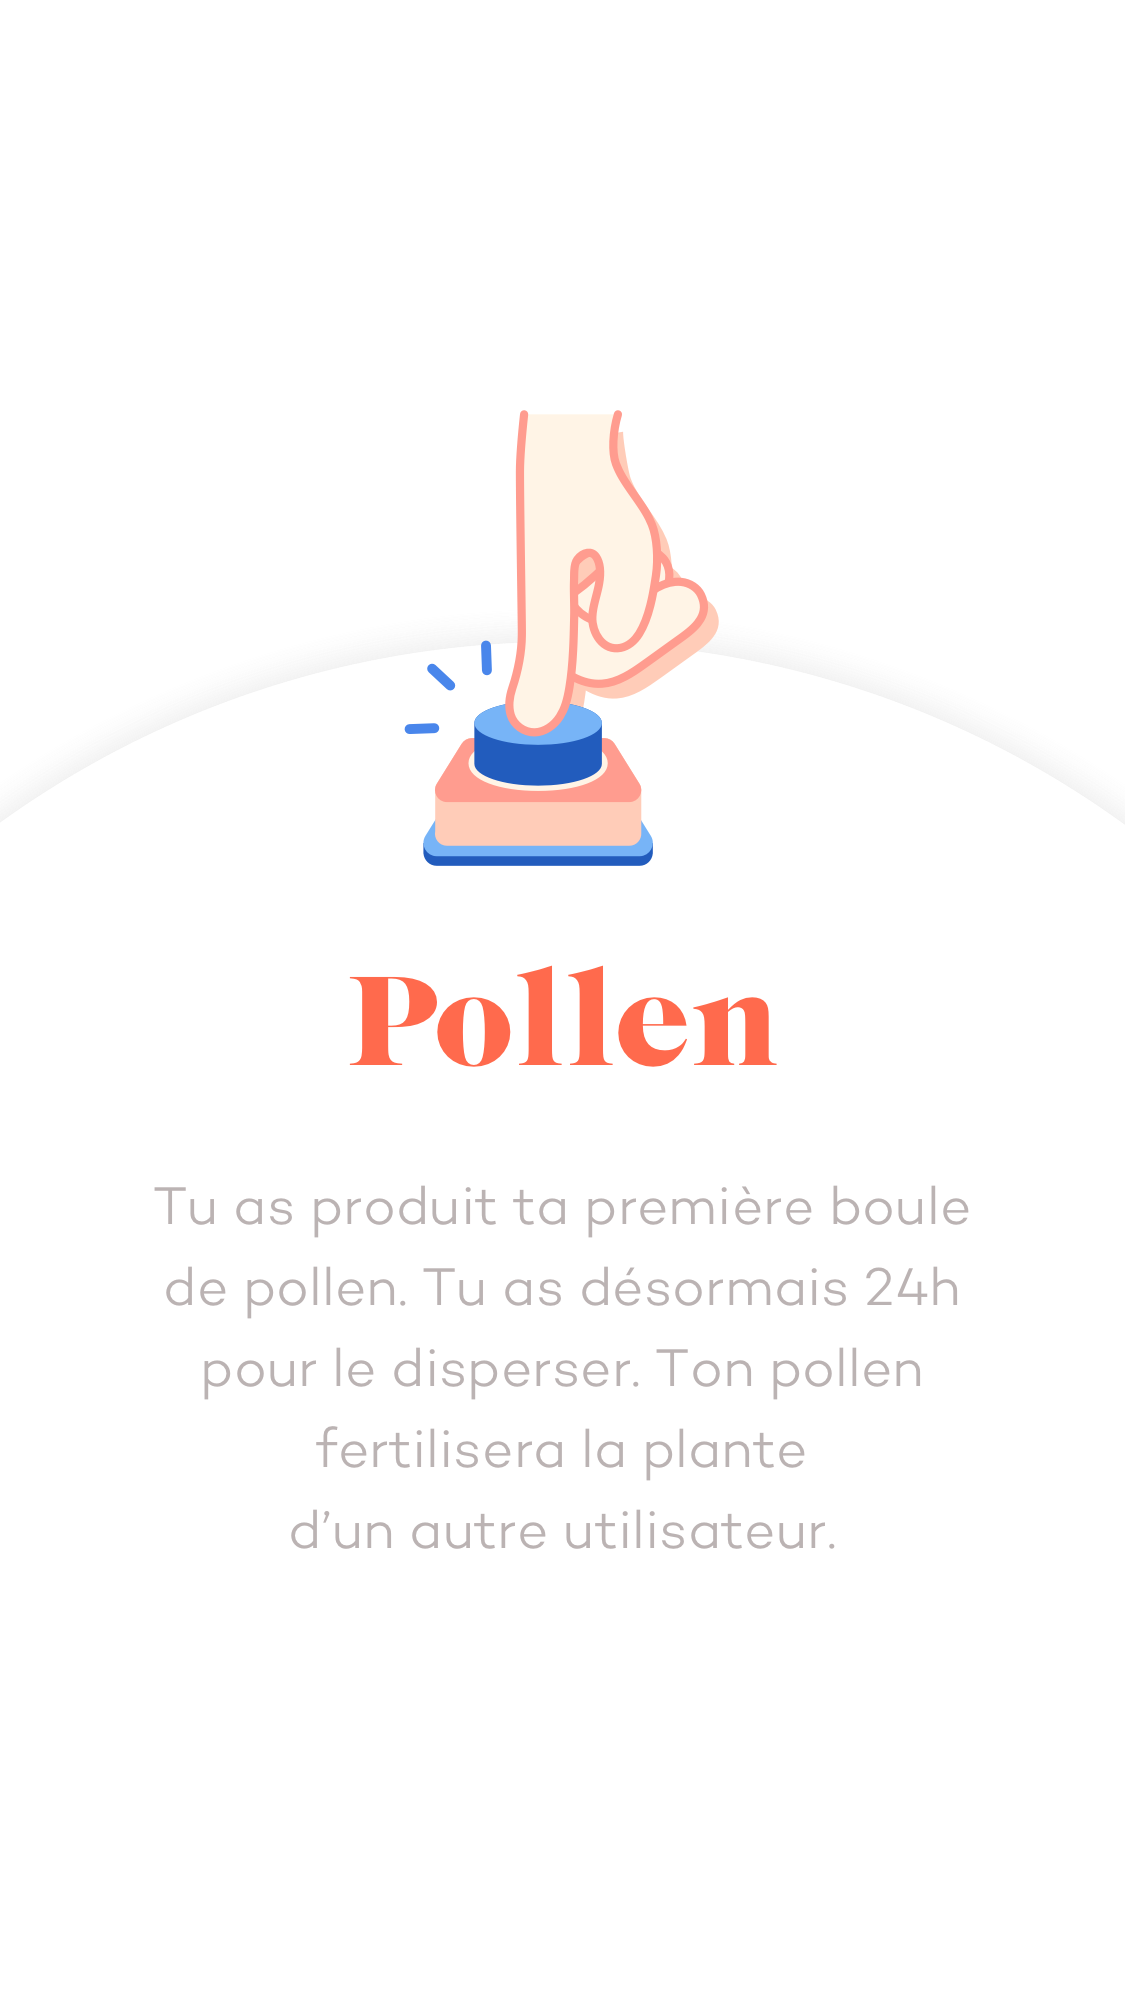 Pollen
Tu as produit ta première boule
de pollen. Tu as désormais 24h
pour le disperser. Ton pollen
fertilisera la plante
d’un autre utilisateur.